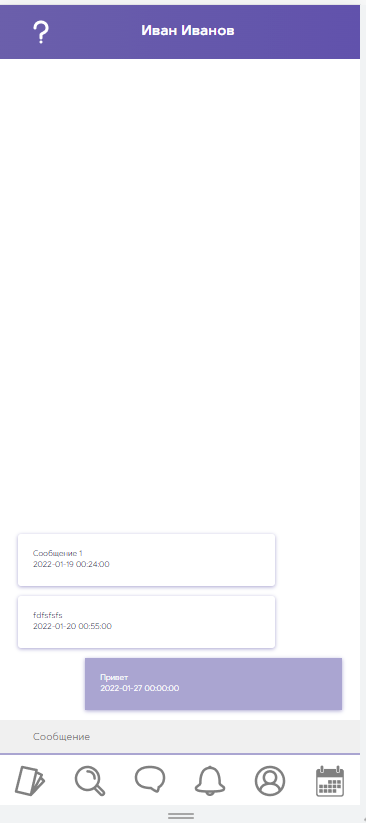 Иван Иванов
Сообщение 1
2022-01-19 00:24:00
fdfsfsfs
2022-01-20 00:55:00
Привет
2022-01-27 00:00:00
Сообщение